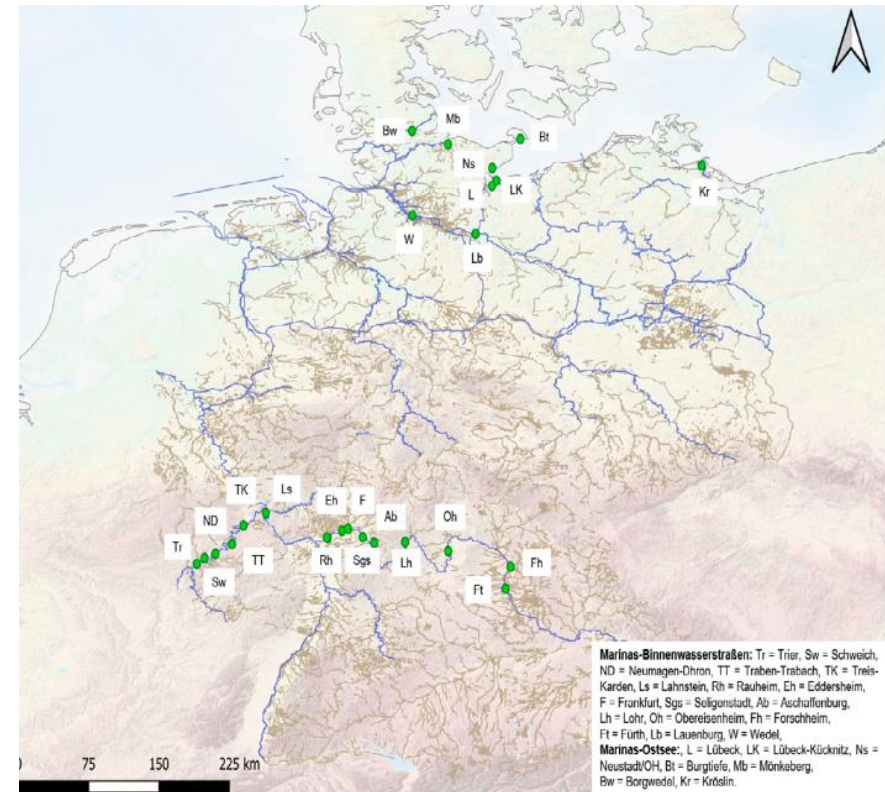 Mb
Bw
Bt
Ns
LK
L
Kr
W
Lb
TK
Ls
Eh
F
Ab
Oh
ND
Tr
TT
Sw
Rh
Sgs
Lh
Fh
Ft
0 75 150 225 km
Marinas-Binnenwasserstraßen: Tr = Trier, Sw = Schweich,
ND = Neumagen-Dhron, TT = Traben-Trabach, TK = Treis-
Karden, Ls = Lahnstein, Rh = Rauheim, Eh = Eddersheim,
F = Frankfurt, Sgs = Seligenstadt, Ab = Aschaffenburg,
Lh = Lohr, Oh = Obereisenheim, Fh = Forschheim,
Ft = Fürth, Lb = Lauenburg, W = Wedel,
Marinas-Ostsee:, L = Lübeck, LK = Lübeck-Kücknitz, Ns =
Neustadt/OH, Bt = Burgtiefe, Mb = Mönkeberg,
Bw = Borgwedel, Kr = Kröslin.